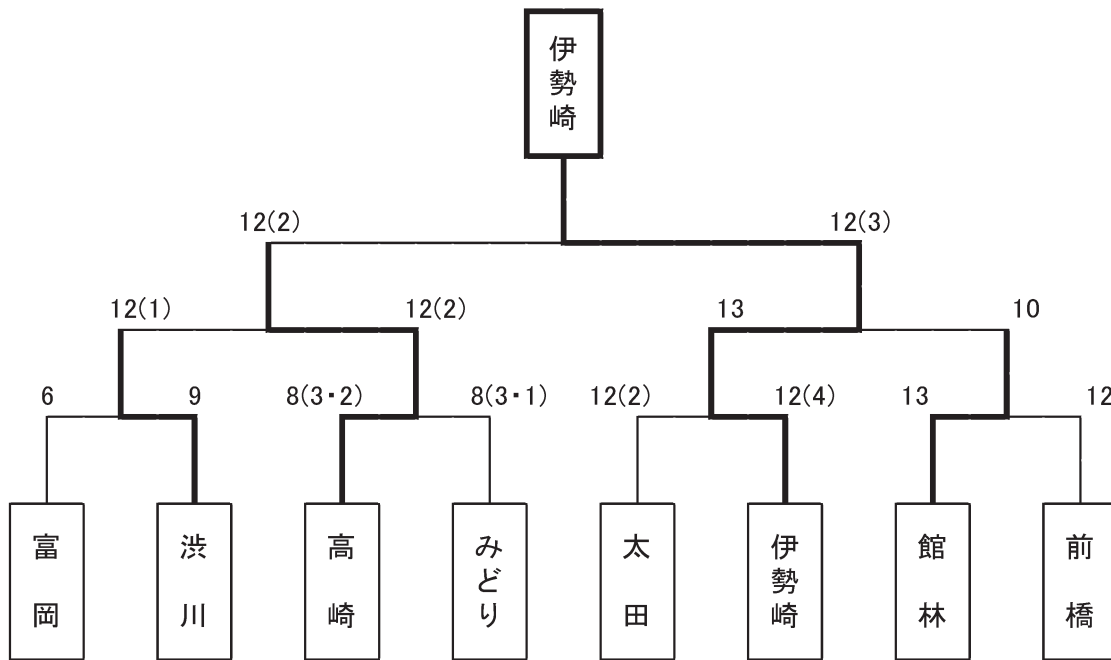 伊勢崎
12(2) 12(3)
12(1) 12(2) 13 10
6 9 8(3・2) 8(3・1) 12(2) 12(4) 13 12
富岡 渋川 高崎 みどり 太田 伊勢崎 館林 前橋